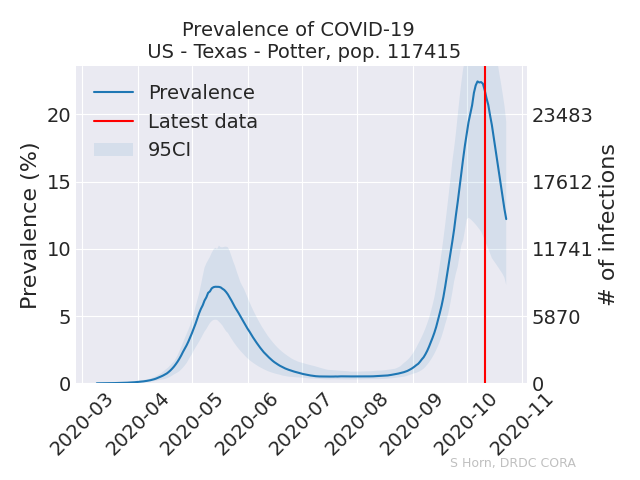 Prevalence of COVID-19
US - Texas - Potter, pop. 117415
Prevalence
Latest data
95CI
Prevalence (%)
20
15
10
5
0
23483
17612
11741
5870
0
# of infections
2020-03
2020-04
2020-05
2020-06
2020-07
2020-08
2020-09
2020-10
2020-11
S Horn, DRDC CORA